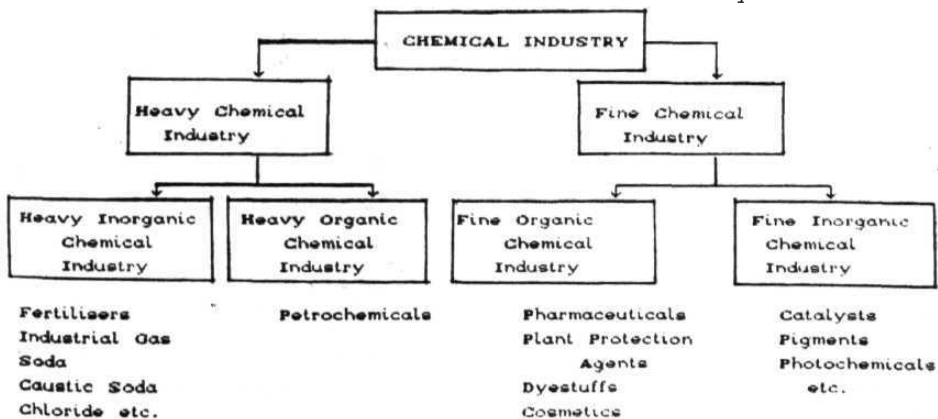 CHEMICAL INDUSTRY
Heavy Chemical
Industry
Fine Chemical
Industry
Heavy Inorganic
Chemical
Industry
Heavy Organic
Chemical
Industry
Fine Organic
Chemical
Industry
Fine Inorganic
Chemical
Industry
Fertilisers
Industrial Gas
Soda
Caustic Soda
Chloride etc.
Petrochemicals
Pharmaceuticals
Plant Protection
Agents
Dyestuffs
Cosmetics
Catalysts
Pigments
Photochemicals
etc.